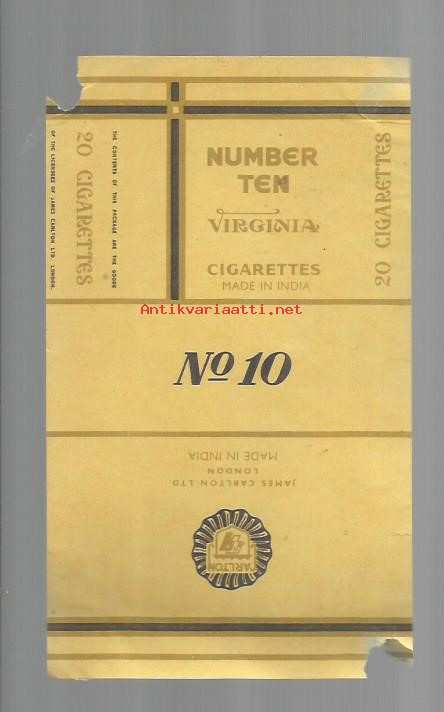 NUMBER
TEN
VIRGINIA
CIGARETTES
MADE IN INDIA
20 CIGARETTES
20 CIGARETTES
THE CONTENTS OF THIS PACKAGE ARE THE GOODS
OF THE LICENSEES OF JAMES CARLTON LTD. LONDON.
Antikvariaatti.net
Nº 10
JAMES CARLTON LTD
LONDON
MADE IN INDIA
CARLTON